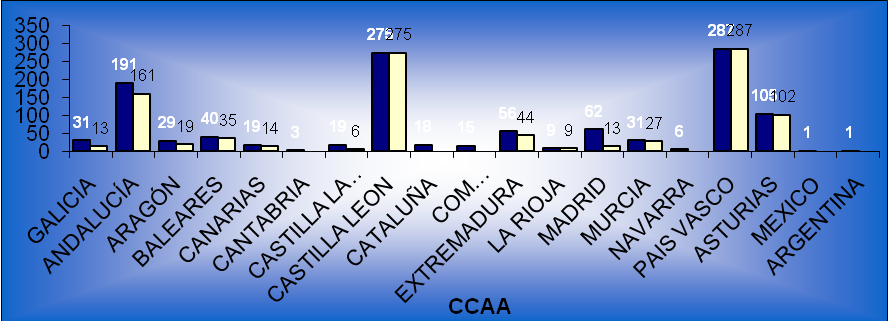 350
300
250
200
150
100
50
0
31 13
191 161
29 19
40 35
19 14
3
19 6
275
18
15
56 44
9 9
62 13
31 27
6
287 287
105 102
1
1
GALICIA
ANDALUCÍA
ARAGÓN
BALEARES
CANARIAS
CANTABRIA
CASTILLA LA...
CASTILLA LEON
CATALUÑA
COM...
EXTREMADURA
LA RIOJA
MADRID
MURCIA
NAVARRA
PAIS VASCO
ASTURIAS
MEXICO
ARGENTINA
CCAA